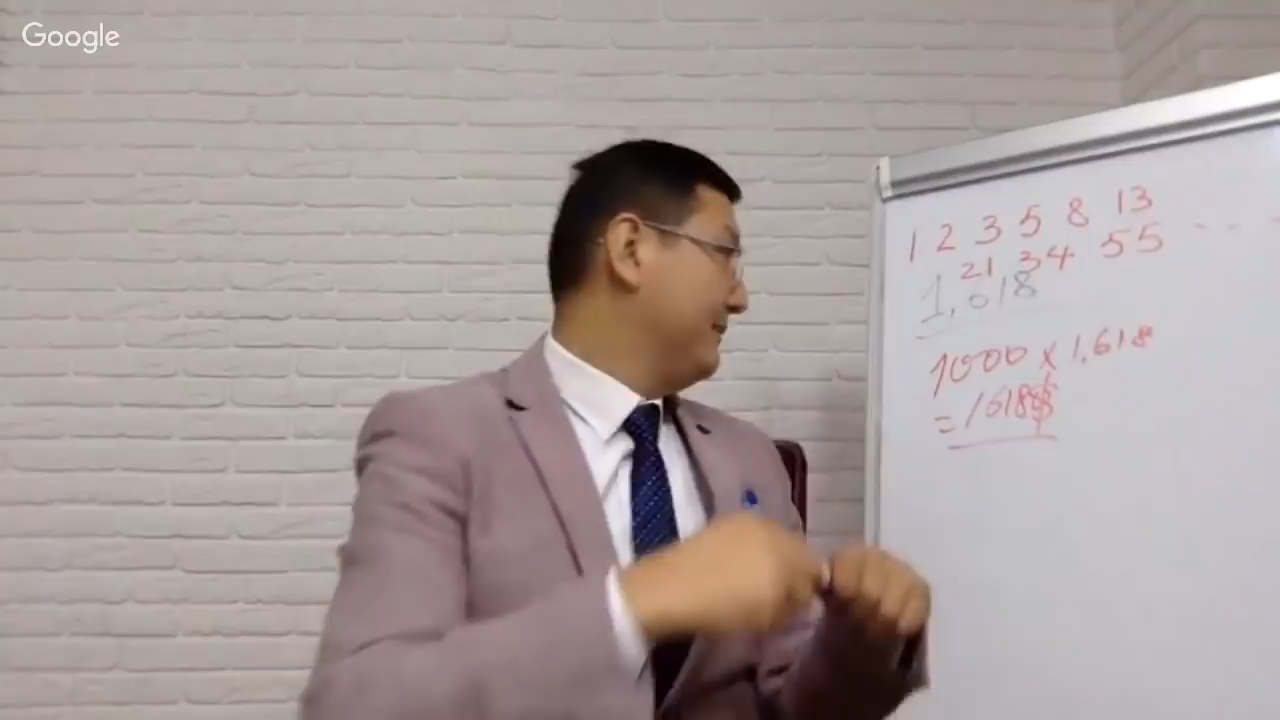 Google
1 2 3 5 8 13
21 34 55 ...
1,618
1000 x 1.618
= 1618$